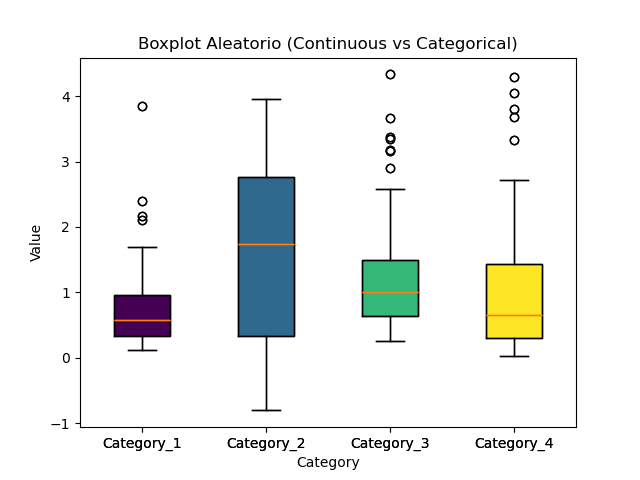 Boxplot Aleatorio (Continuous vs Categorical)
Value
4
3
2
1
0
−1
Category_1 Category_2 Category_3 Category_4
Category